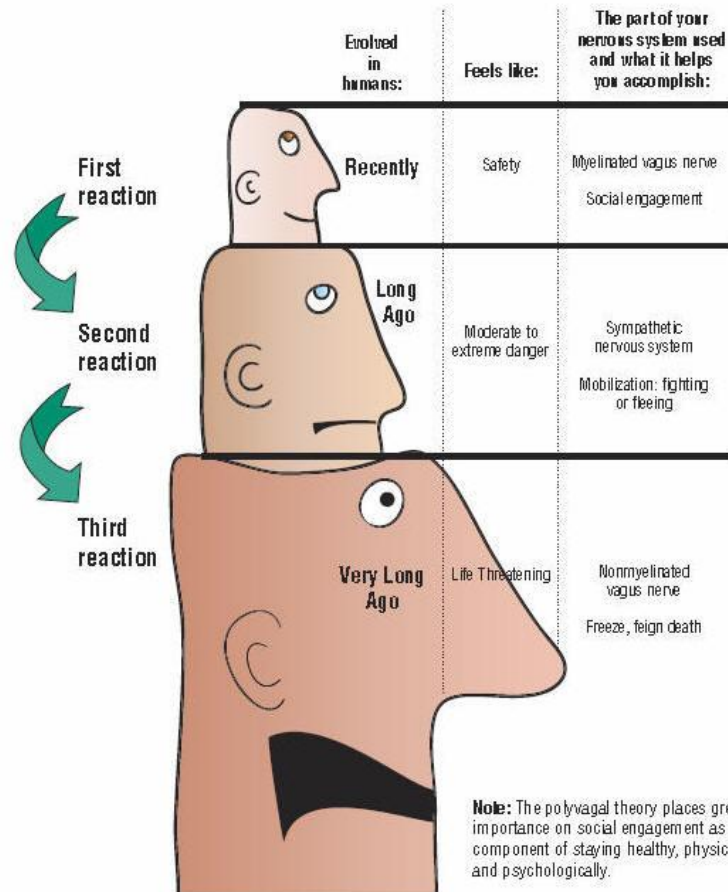 Evolved
in
humans:
Feels like:
The part of your
nervous system used
and what it helps
you accomplish:
First
reaction
Recently
Safety
Myelinated vagus nerve
Social engagement
Second
reaction
Long
Ago
Moderate to
extreme danger
Sympathetic
nervous system
Mobilization: fighting
or fleeing
Third
reaction
Very Long
Ago
Life Threatening
Nonmyelinated
vagus nerve
Freeze, feign death
Note: The polyvagal theory places gre
importance on social engagement as
component of staying healthy, physic
and psychologically.